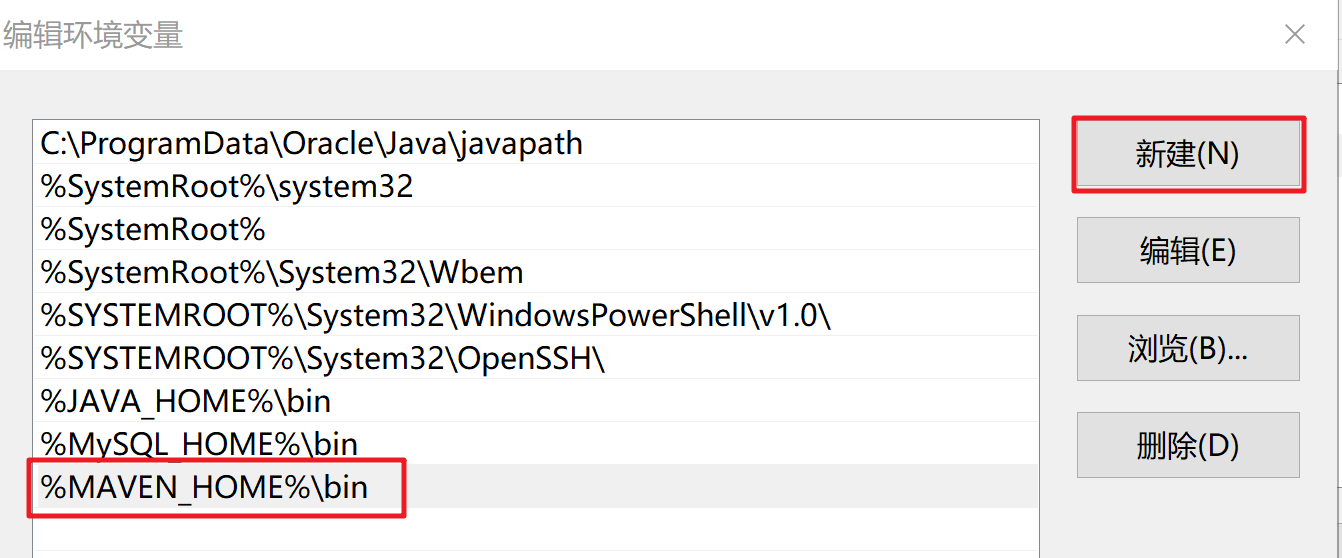 编辑环境变量
C:\ProgramData\Oracle\Java\javapath
%SystemRoot%\system32
%SystemRoot%
%SystemRoot%\System32\Wbem
%SYSTEMROOT%\System32\WindowsPowerShell\v1.0\
%SYSTEMROOT%\System32\OpenSSH\
%JAVA_HOME%\bin
%MySQL_HOME%\bin
%MAVEN_HOME%\bin
新建(N)
编辑(E)
浏览(B)...
删除(D)